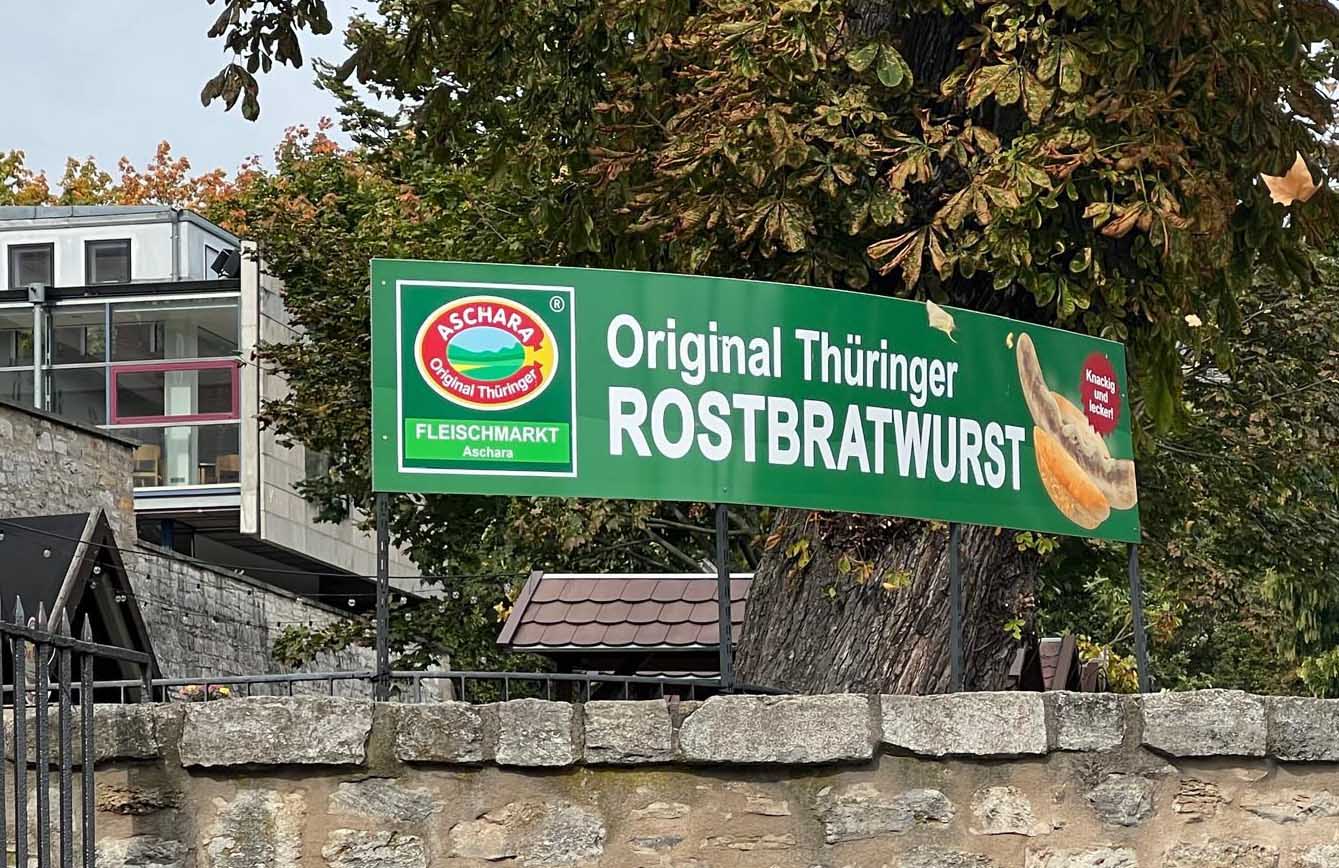 ASCHARA
®
Original Thüringer
FLEISCHMARKT
Aschara
Original Thüringer
ROSTBRATWURST
Knackig
und
lecker!